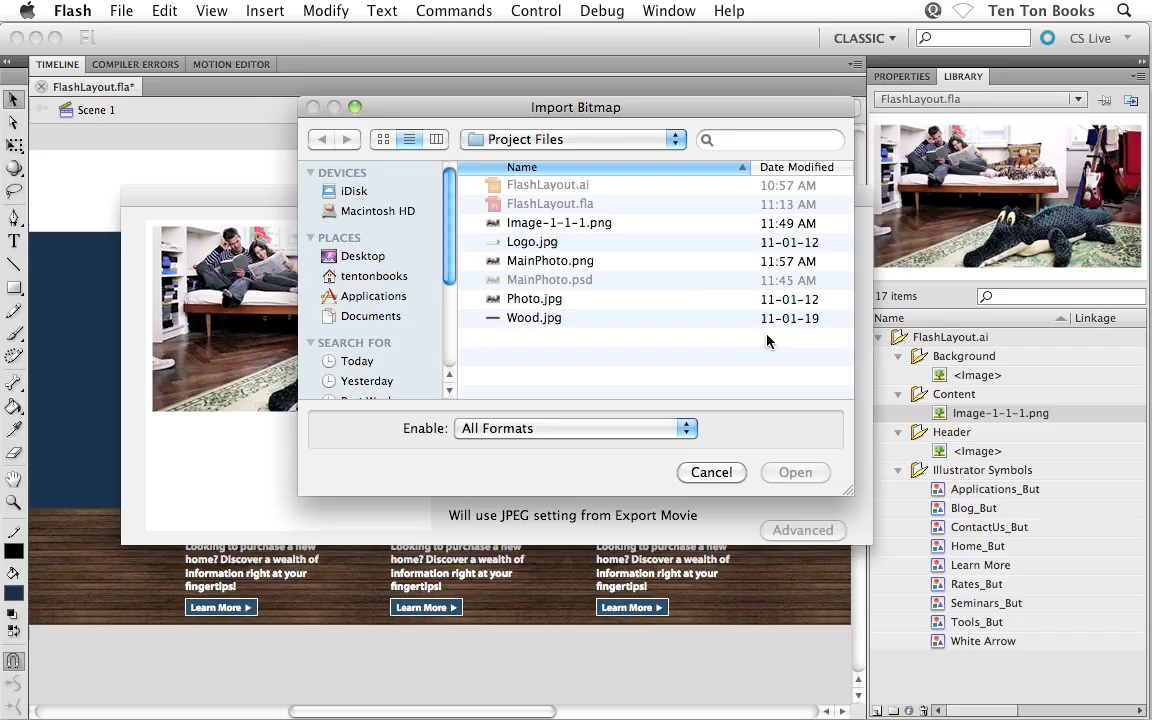 Flash File Edit View Insert Modify Text Commands Control Debug Window Help Ten Ton Books
Fl CLASSIC CS Live
TIMELINE COMPILER ERRORS MOTION EDITOR
PROPERTIES LIBRARY
FlashLayout.fla*
FlashLayout.fla
Scene 1
Import Bitmap
Project Files
Name Date Modified
DEVICES
iDisk
Macintosh HD
PLACES
Desktop
tentonbooks
Applications
Documents
SEARCH FOR
Today
Yesterday
FlashLayout.ai 10:57 AM
FlashLayout.fla 11:13 AM
Image-1-1-1.png 11:49 AM
Logo.jpg 11-01-12
MainPhoto.png 11:57 AM
MainPhoto.psd 11:45 AM
Photo.jpg 11-01-12
Wood.jpg 11-01-19
Enable: All Formats
Cancel Open
Will use JPEG setting from Export Movie
Advanced
Looking to purchase a new
home? Discover a wealth of
information right at your
fingertips!
Learn More
Looking to purchase a new
home? Discover a wealth of
information right at your
fingertips!
Learn More
Looking to purchase a new
home? Discover a wealth of
information right at your
fingertips!
Learn More
17 items
Name Linkage
FlashLayout.ai
Background
<Image>
Content
Image-1-1-1.png
Header
<Image>
Illustrator Symbols
Applications_But
Blog_But
ContactUs_But
Home_But
Learn More
Rates_But
Seminars_But
Tools_But
White Arrow